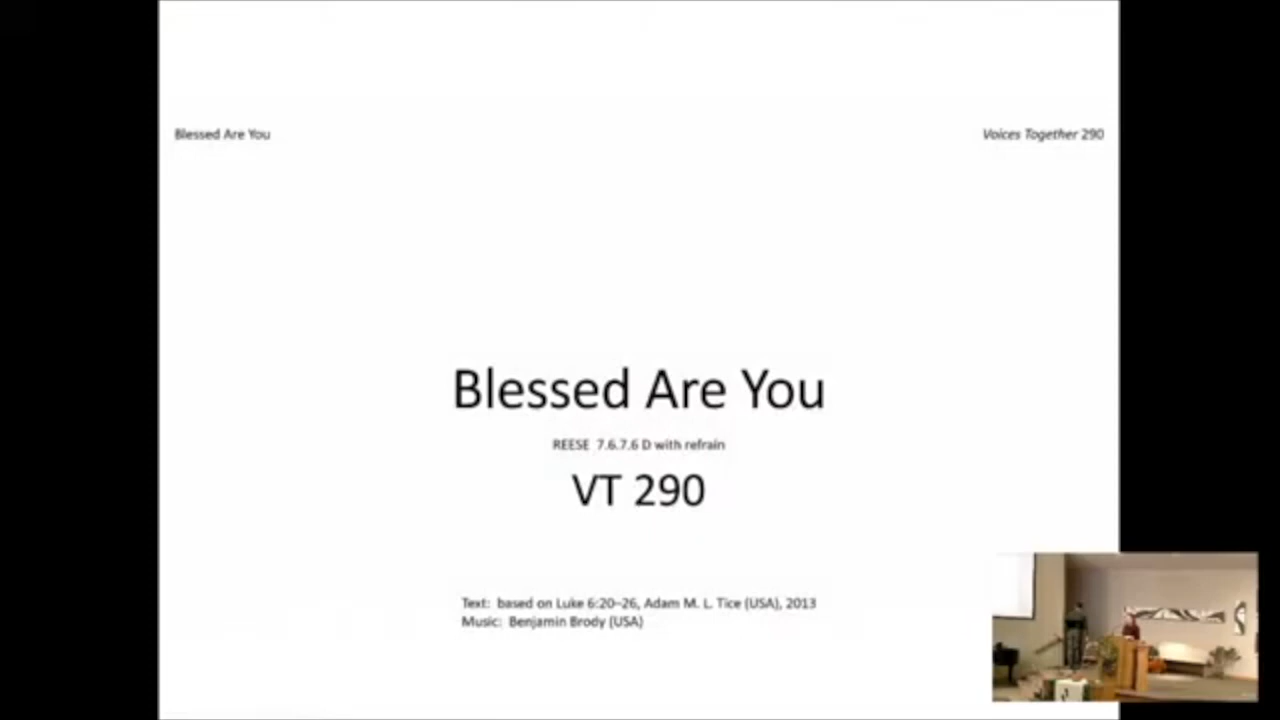 Blessed Are You
Voices Together 290
Blessed Are You
REESE 7.6.7.6 D with refrain
VT 290
Text: based on Luke 6:20–26, Adam M. L. Tice (USA), 2013
Music: Benjamin Brody (USA)